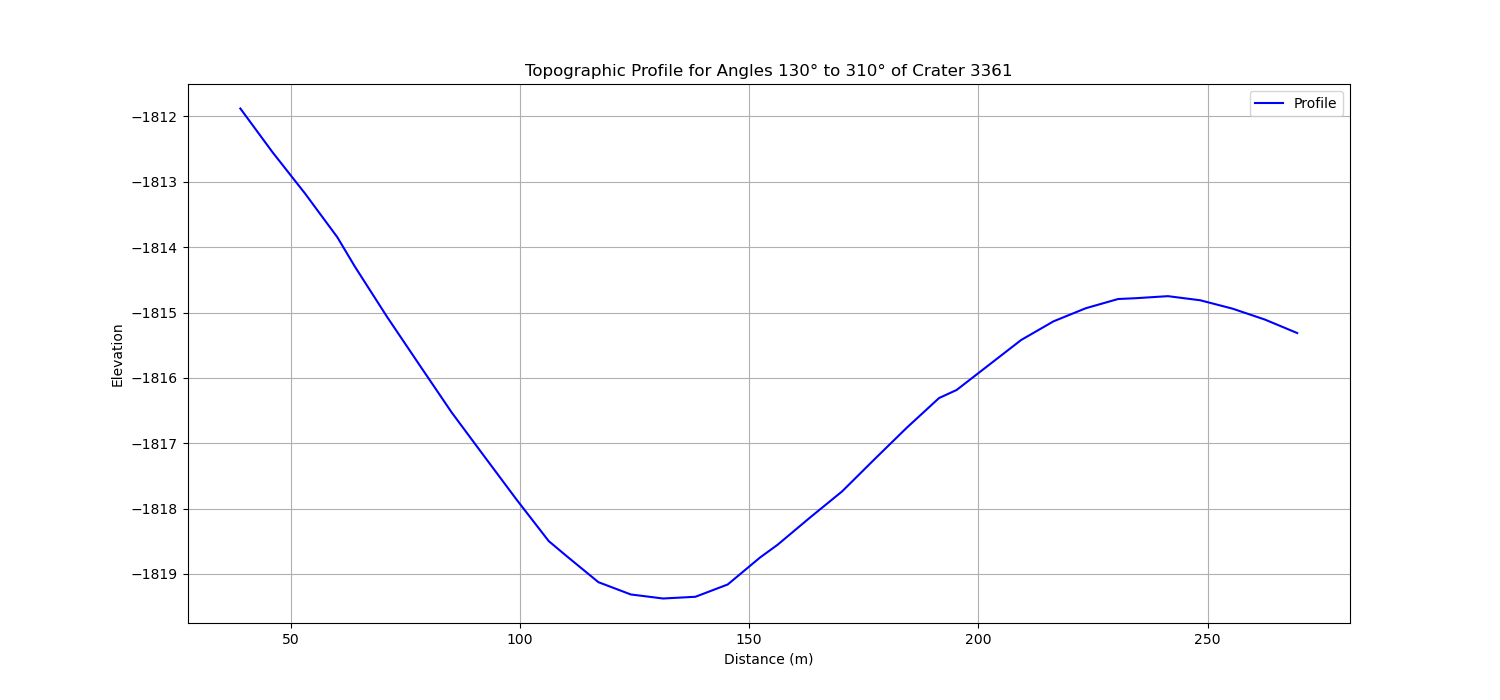 Topographic Profile for Angles 130° to 310° of Crater 3361
Profile
−1812
−1813
−1814
−1815
−1816
−1817
−1818
−1819
Elevation
50 100 150 200 250
Distance (m)